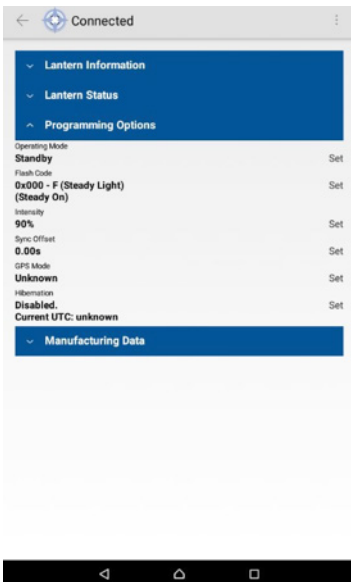 Connected
Lantern Information
Lantern Status
Programming Options
Operating Mode
Standby
Set
Flash Code
0x000 - F (Steady Light)
(Steady On)
Set
Intensity
90%
Set
Sync Offset
0.00s
Set
GPS Mode
Unknown
Set
Hibernation
Disabled.
Current UTC: unknown
Set
Manufacturing Data